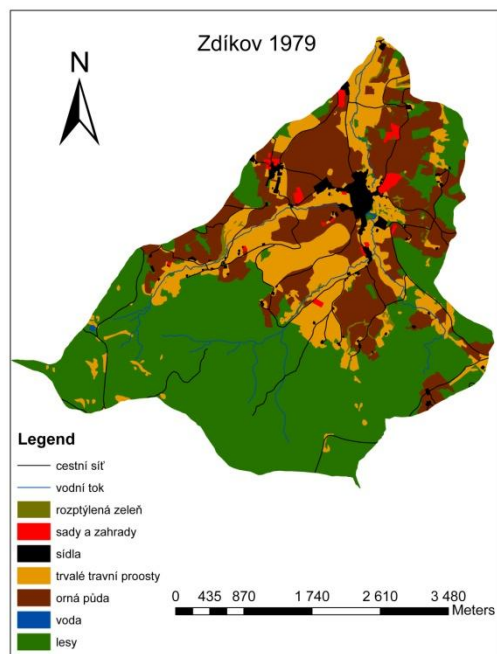 Zdíkov 1979
N
Legend
cestní síť
vodní tok
rozptýlená zeleň
sady a zahrady
sídla
trvalé travní proosty
orná půda
voda
lesy
0 435 870 1 740 2 610 3 480
Meters